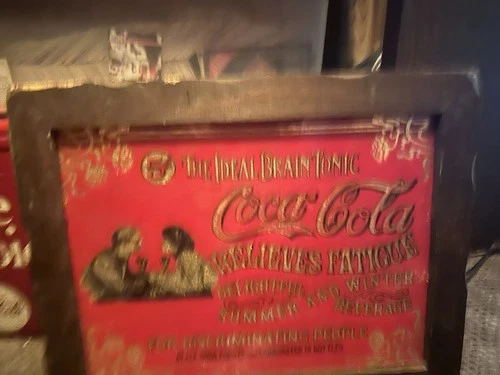 THE IDEAL BRAIN TONIC
Coca-Cola
RELIEVES FATIGUE
DELIGHTFUL
SUMMER AND WINTER
BEVERAGE
FOR DISCRIMINATING PEOPLE